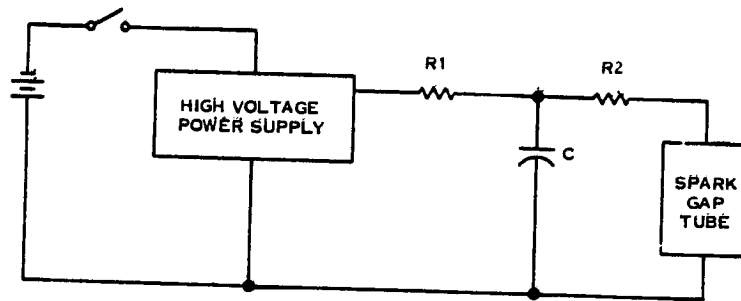 R1
R2
HIGH VOLTAGE
POWER SUPPLY
C
SPARK
GAP
TUBE